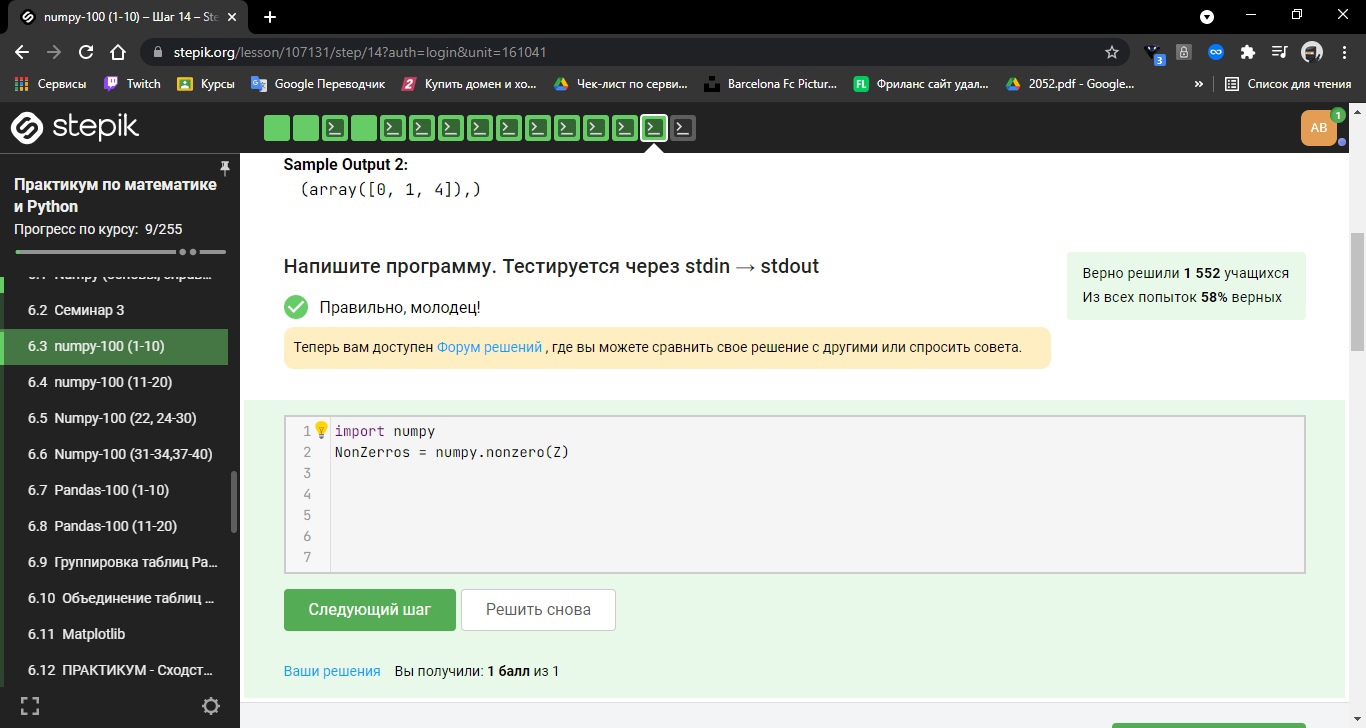 numpy-100 (1-10) – Шаг 14 – Ste
stepik.org/lesson/107131/step/14?auth=login&unit=161041
3
Сервисы Twitch Курсы Google Переводчик Купить домен и хо... Чек-лист по серви... Barcelona Fc Pictur... FL Фриланс сайт удал... 2052.pdf - Google... » Список для чтения
stepik
AB 1
Практикум по математике
и Python
Прогресс по курсу: 9/255
6.2 Семинар 3
6.3 numpy-100 (1-10)
6.4 numpy-100 (11-20)
6.5 Numpy-100 (22, 24-30)
6.6 Numpy-100 (31-34,37-40)
6.7 Pandas-100 (1-10)
6.8 Pandas-100 (11-20)
6.9 Группировка таблиц Pa...
6.10 Объединение таблиц ...
6.11 Matplotlib
6.12 ПРАКТИКУМ - Сходст...
Sample Output 2:
(array([0, 1, 4]),)
Напишите программу. Тестируется через stdin → stdout
Правильно, молодец!
Теперь вам доступен Форум решений , где вы можете сравнить свое решение с другими или спросить совета.
Верно решили 1 552 учащихся
Из всех попыток 58% верных
1 import numpy
2 NonZerros = numpy.nonzero(Z)
3
4
5
6
7
Следующий шаг Решить снова
Ваши решения Вы получили: 1 балл из 1